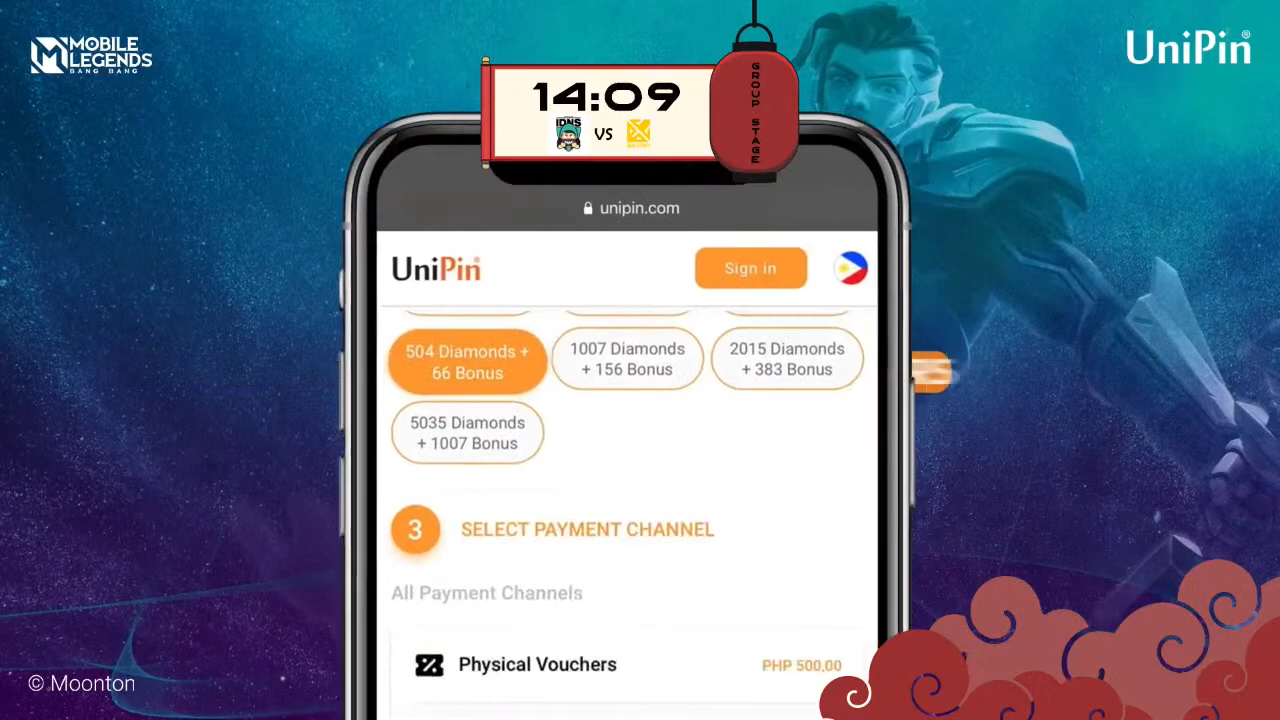 MOBILE
LEGENDS
BANG BANG
14:09
IDNS
VS
GROUP STAGE
UniPin®
unipin.com
UniPin
Sign in
504 Diamonds +
66 Bonus
1007 Diamonds
+ 156 Bonus
2015 Diamonds
+ 383 Bonus
5035 Diamonds
+ 1007 Bonus
3
SELECT PAYMENT CHANNEL
All Payment Channels
Physical Vouchers
PHP 500,00
© Moonton